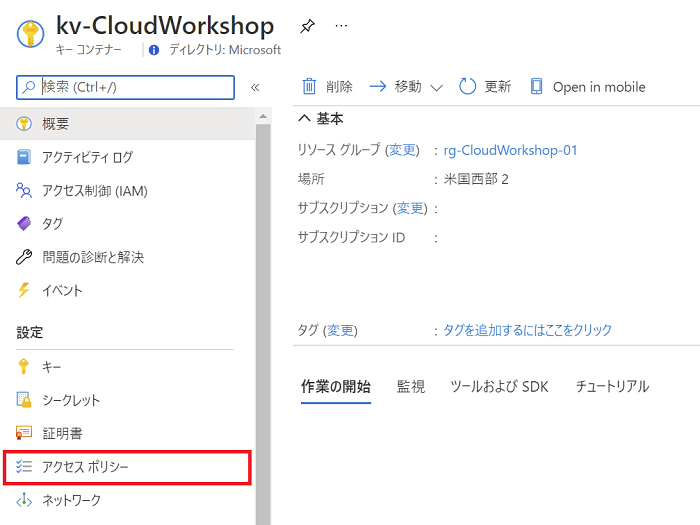 kv-CloudWorkshop
キー コンテナー | ディレクトリ: Microsoft
検索 (Ctrl+/)
概要
アクティビティ ログ
アクセス制御 (IAM)
タグ
問題の診断と解決
イベント
設定
キー
シークレット
証明書
アクセス ポリシー
ネットワーク
削除 移動 更新 Open in mobile
基本
リソース グループ (変更) : rg-CloudWorkshop-01
場所 : 米国西部 2
サブスクリプション (変更) :
サブスクリプション ID :
タグ (変更) : タグを追加するにはここをクリック
作業の開始 監視 ツールおよび SDK チュートリアル